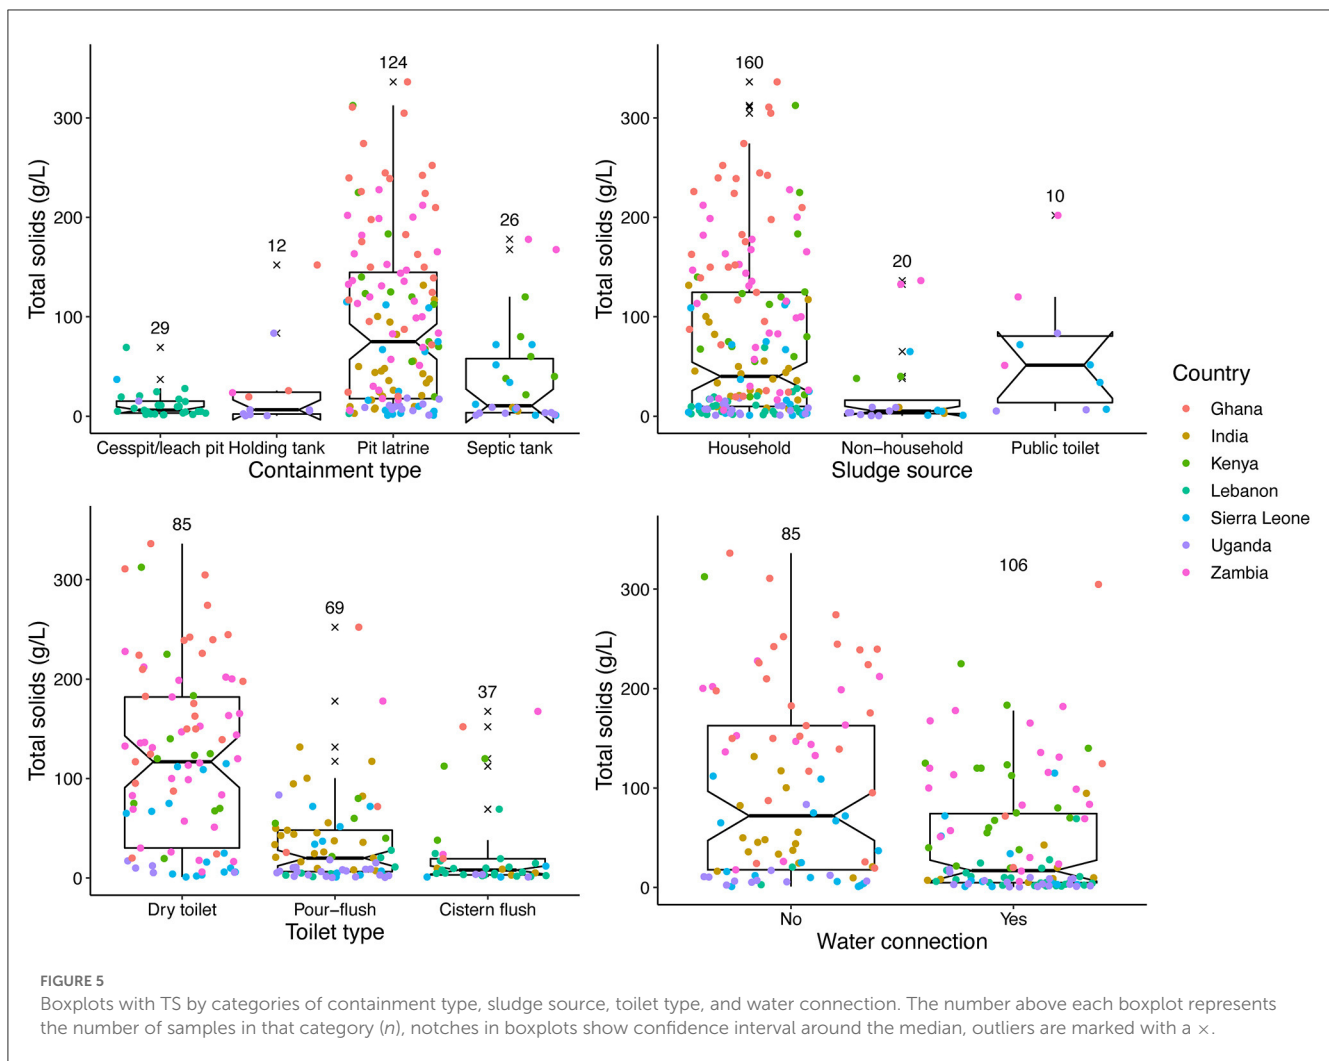 124
160
300
300
Total solids (g/L)
Total solids (g/L)
200
200
10
26
12
20
100
100
29
0
0
Cesspit/leach pit Holding tank Pit latrine Septic tank
Containment type
Household Non−household Public toilet
Sludge source
Country
Ghana
India
Kenya
Lebanon
Sierra Leone
Uganda
Zambia
85
85
106
300
300
69
37
Total solids (g/L)
Total solids (g/L)
200
200
100
100
0
0
Dry toilet Pour−flush Cistern flush
Toilet type
No Yes
Water connection
FIGURE 5
Boxplots with TS by categories of containment type, sludge source, toilet type, and water connection. The number above each boxplot represents
the number of samples in that category (n), notches in boxplots show confidence interval around the median, outliers are marked with a ×.